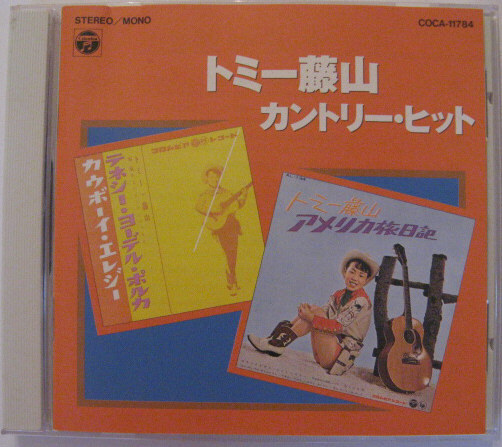 STEREO/MONO
COCA-11784
トミー藤山
カントリー・ヒット
テネシー・ヨーデル・ポルカ
カウボーイ・エレジー
トミー藤山
アメリカ旅日記